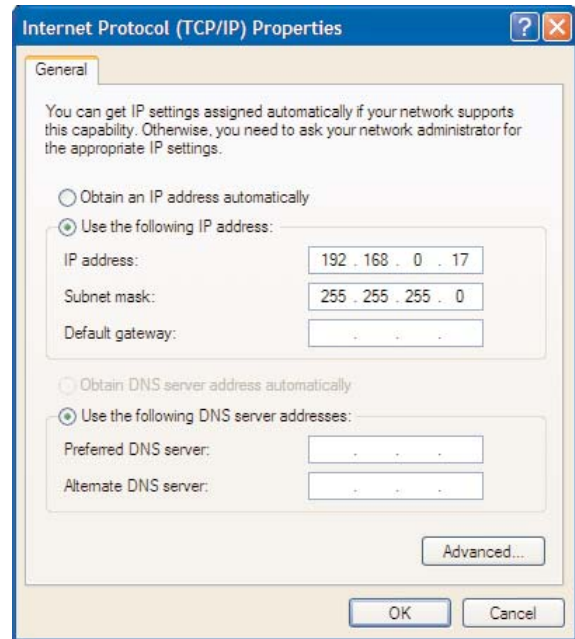 Internet Protocol (TCP/IP) Properties
General
You can get IP settings assigned automatically if your network supports
this capability. Otherwise, you need to ask your network administrator for
the appropriate IP settings.
Obtain an IP address automatically
Use the following IP address:
IP address: 192 . 168 . 0 . 17
Subnet mask: 255 . 255 . 255 . 0
Default gateway: . . .
Obtain DNS server address automatically
Use the following DNS server addresses:
Preferred DNS server: . . .
Alternate DNS server: . . .
Advanced...
OK Cancel